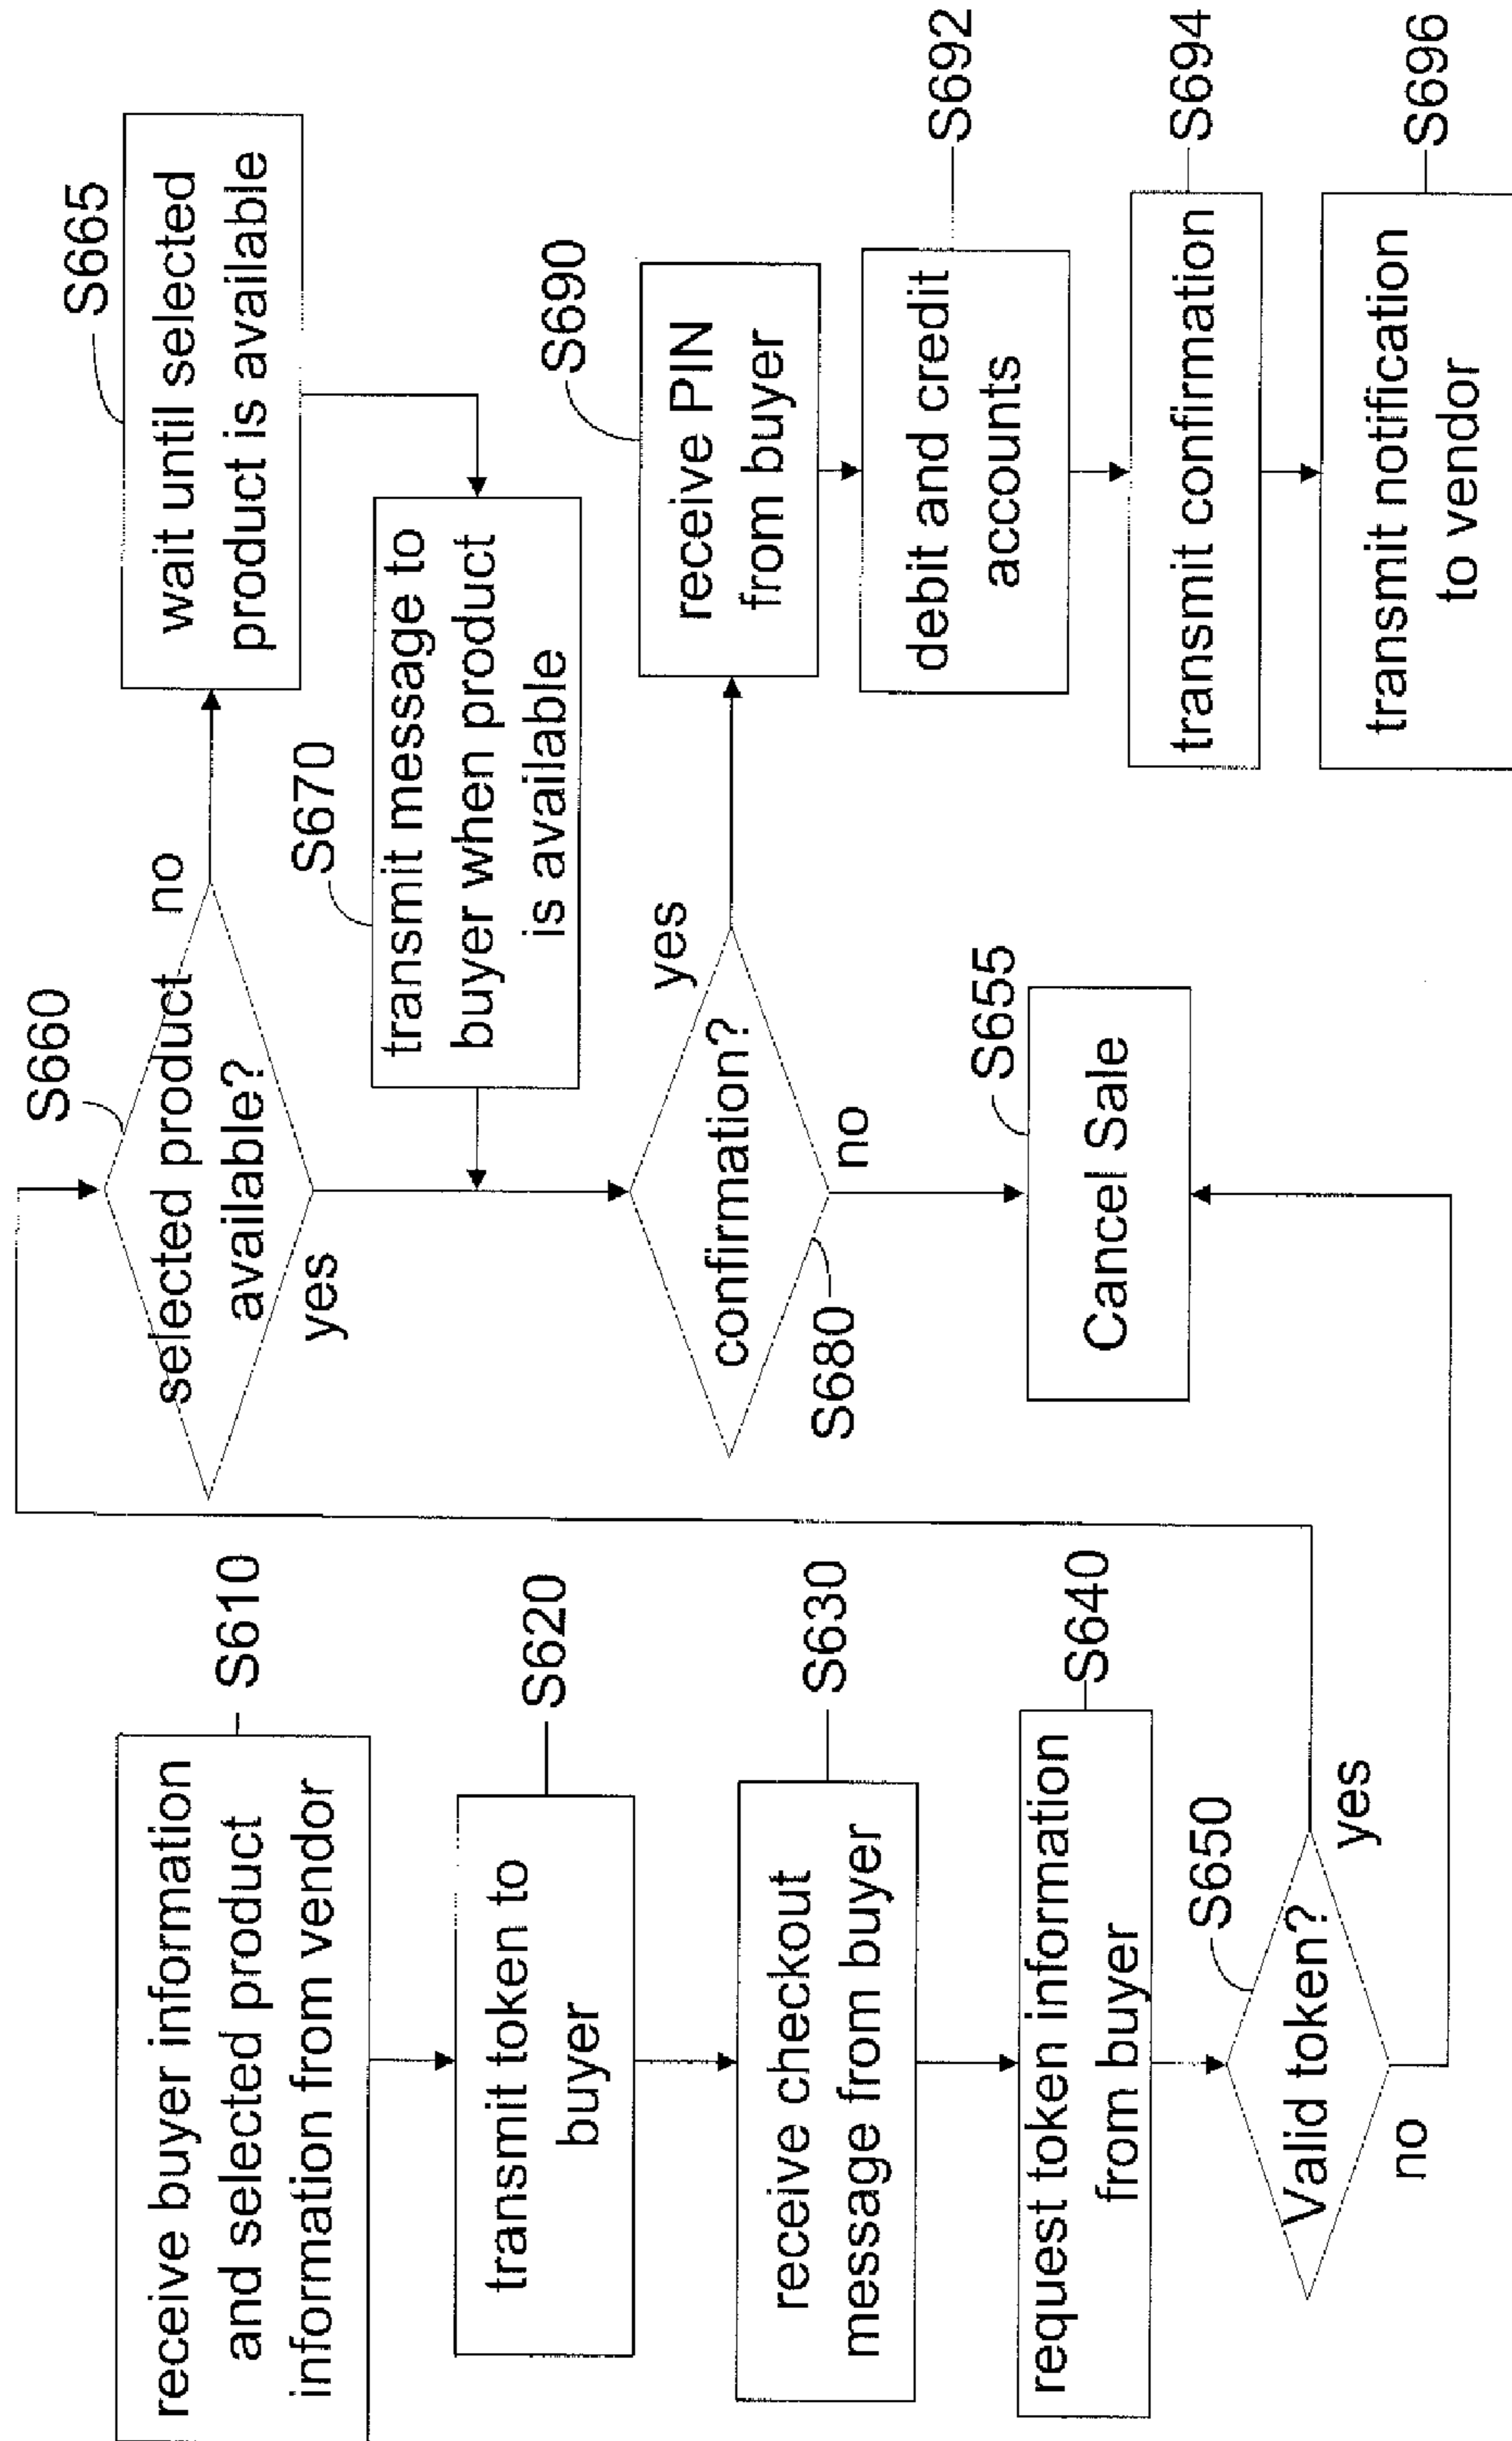 receive buyer information
and selected product
information from vendor
S610
transmit token to
buyer
S620
receive checkout
message from buyer
S630
request token information
from buyer
S640
S650
Valid token?
yes
no
S660
selected product
available?
no
yes
S665
wait until selected
product is available
S670
transmit message to
buyer when product
is available
confirmation?
yes
no
S680
S655
Cancel Sale
S690
receive PIN
from buyer
debit and credit
accounts
S692
transmit confirmation
S694
transmit notification
to vendor
S696